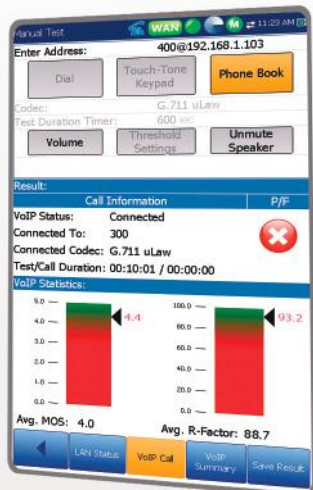 Manual Test WAN M 11:23 AM
Enter Address: 400@192.168.1.103
Dial Touch-Tone Keypad Phone Book
Codec: G.711 uLaw
Test Duration Timer: 600 sec
Volume Threshold Settings Unmute Speaker
Result:
Call Information P/F
VoIP Status: Connected
Connected To: 300
Connected Codec: G.711 uLaw
Test/Call Duration: 00:10:01 / 00:00:00
VoIP Statistics:
5.0 100.0
4.4 93.2
4.0 80.0
3.0 60.0
2.0 40.0
1.0 20.0
0.0 0.0
Avg. MOS: 4.0 Avg. R-Factor: 88.7
LAN Status VoIP Call VoIP Summary Save Result